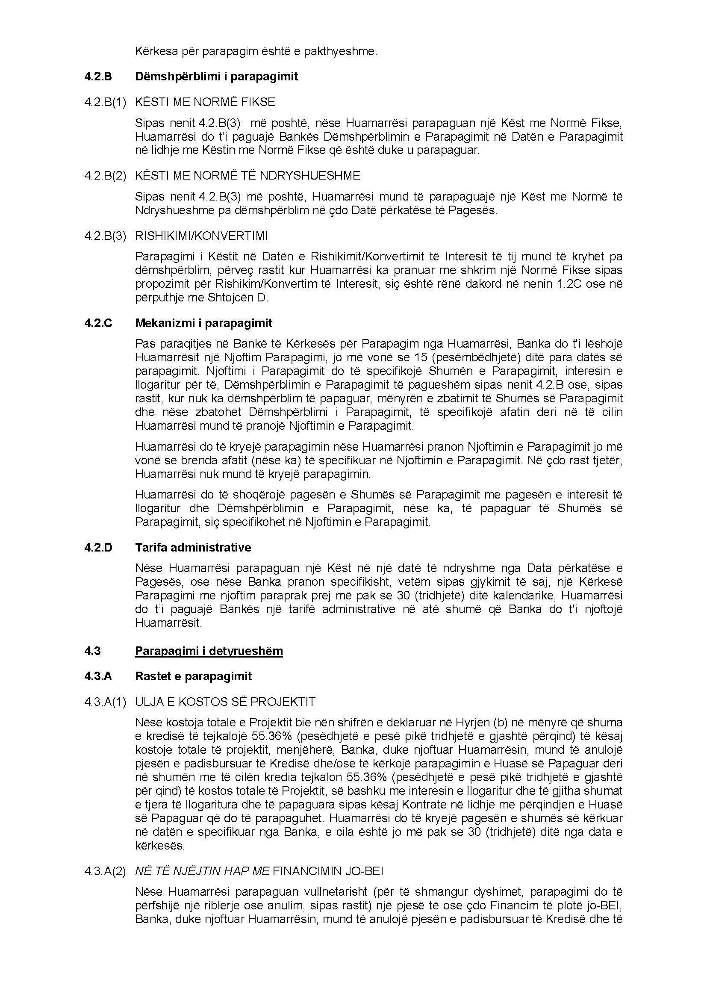 Kërkesa për parapagim është e pakthyeshme.
4.2.B Dëmshpërblimi i parapagimit
4.2.B(1) KËSTI ME NORMË FIKSE
Sipas nenit 4.2.B(3) më poshtë, nëse Huamarrësi parapaguan një Këst me Normë Fikse,
Huamarrësi do t'i paguajë Bankës Dëmshpërblimin e Parapagimit në Datën e Parapagimit
në lidhje me Këstin me Normë Fikse që është duke u parapaguar.
4.2.B(2) KËSTI ME NORMË TË NDRYSHUESHME
Sipas nenit 4.2.B(3) më poshtë, Huamarrësi mund të parapaguajë një Këst me Normë të
Ndryshueshme pa dëmshpërblim në çdo Datë përkatëse të Pagesës.
4.2.B(3) RISHIKIMI/KONVERTIMI
Parapagimi i Këstit në Datën e Rishikimit/Konvertimit të Interesit të tij mund të kryhet pa
dëmshpërblim, përveç rastit kur Huamarrësi ka pranuar me shkrim një Normë Fikse sipas
propozimit për Rishikim/Konvertim të Interesit, siç është rënë dakord në nenin 1.2C ose në
përputhje me Shtojcën D.
4.2.C Mekanizmi i parapagimit
Pas paraqitjes në Bankë të Kërkesës për Parapagim nga Huamarrësi, Banka do t'i lëshojë
Huamarrësit një Njoftim Parapagimi, jo më vonë se 15 (pesëmbëdhjetë) ditë para datës së
parapagimit. Njoftimi i Parapagimit do të specifikojë Shumën e Parapagimit, interesin e
llogaritur për të, Dëmshpërblimin e Parapagimit të pagueshëm sipas nenit 4.2.B ose, sipas
rastit, kur nuk ka dëmshpërblim të papaguar, mënyrën e zbatimit të Shumës së Parapagimit
dhe nëse zbatohet Dëmshpërblimi i Parapagimit, të specifikojë afatin deri në të cilin
Huamarrësi mund të pranojë Njoftimin e Parapagimit.
Huamarrësi do të kryejë parapagimin nëse Huamarrësi pranon Njoftimin e Parapagimit jo më
vonë se brenda afatit (nëse ka) të specifikuar në Njoftimin e Parapagimit. Në çdo rast tjetër,
Huamarrësi nuk mund të kryejë parapagimin.
Huamarrësi do të shoqërojë pagesën e Shumës së Parapagimit me pagesën e interesit të
llogaritur dhe Dëmshpërblimin e Parapagimit, nëse ka, të papaguar të Shumës së
Parapagimit, siç specifikohet në Njoftimin e Parapagimit.
4.2.D Tarifa administrative
Nëse Huamarrësi parapaguan një Këst në një datë të ndryshme nga Data përkatëse e
Pagesës, ose nëse Banka pranon specifikisht, vetëm sipas gjykimit të saj, një Kërkesë
Parapagimi me njoftim paraprak prej më pak se 30 (tridhjetë) ditë kalendarike, Huamarrësi
do t’i paguajë Bankës një tarifë administrative në atë shumë që Banka do t'i njoftojë
Huamarrësit.
4.3 Parapagimi i detyrueshëm
4.3.A Rastet e parapagimit
4.3.A(1) ULJA E KOSTOS SË PROJEKTIT
Nëse kostoja totale e Projektit bie nën shifrën e deklaruar në Hyrjen (b) në mënyrë që shuma
e kredisë të tejkalojë 55.36% (pesëdhjetë e pesë pikë tridhjetë e gjashtë përqind) të kësaj
kostoje totale të projektit, menjëherë, Banka, duke njoftuar Huamarrësin, mund të anulojë
pjesën e padisbursuar të Kredisë dhe/ose të kërkojë parapagimin e Huasë së Papaguar deri
në shumën me të cilën kredia tejkalon 55.36% (pesëdhjetë e pesë pikë tridhjetë e gjashtë
për qind) të kostos totale të Projektit, së bashku me interesin e llogaritur dhe të gjitha shumat
e tjera të llogaritura dhe të papaguara sipas kësaj Kontrate në lidhje me përqindjen e Huasë
së Papaguar që do të parapaguhet. Huamarrësi do të kryejë pagesën e shumës së kërkuar
në datën e specifikuar nga Banka, e cila është jo më pak se 30 (tridhjetë) ditë nga data e
kërkesës.
4.3.A(2) NË TË NJËJTIN HAP ME FINANCIMIN JO-BEI
Nëse Huamarrësi parapaguan vullnetarisht (për të shmangur dyshimet, parapagimi do të
përfshijë një riblerje ose anulim, sipas rastit) një pjesë të ose çdo Financim të plotë jo-BEI,
Banka, duke njoftuar Huamarrësin, mund të anulojë pjesën e padisbursuar të Kredisë dhe të